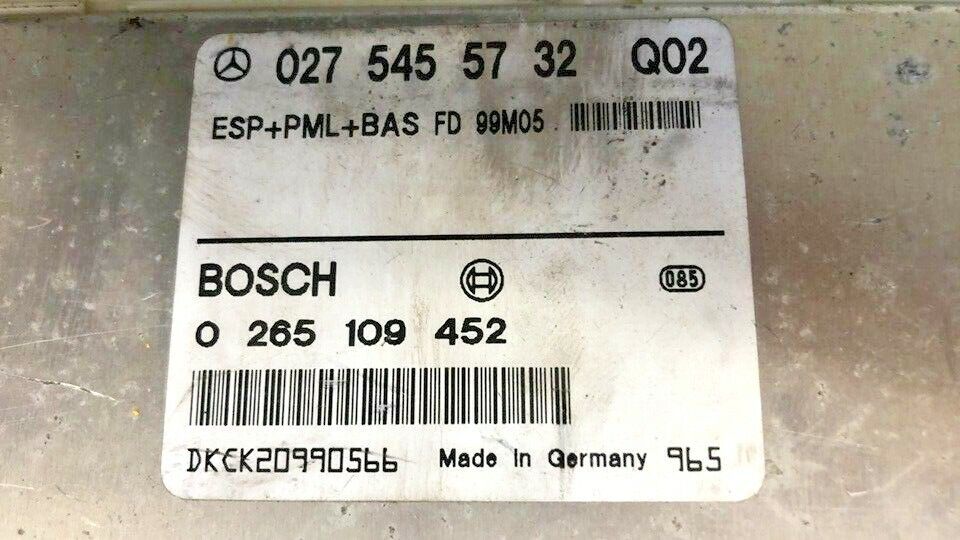 027 545 57 32 Q02
ESP+PML+BAS FD 99M05
BOSCH 085
0 265 109 452
DKCK20990566 Made in Germany 965